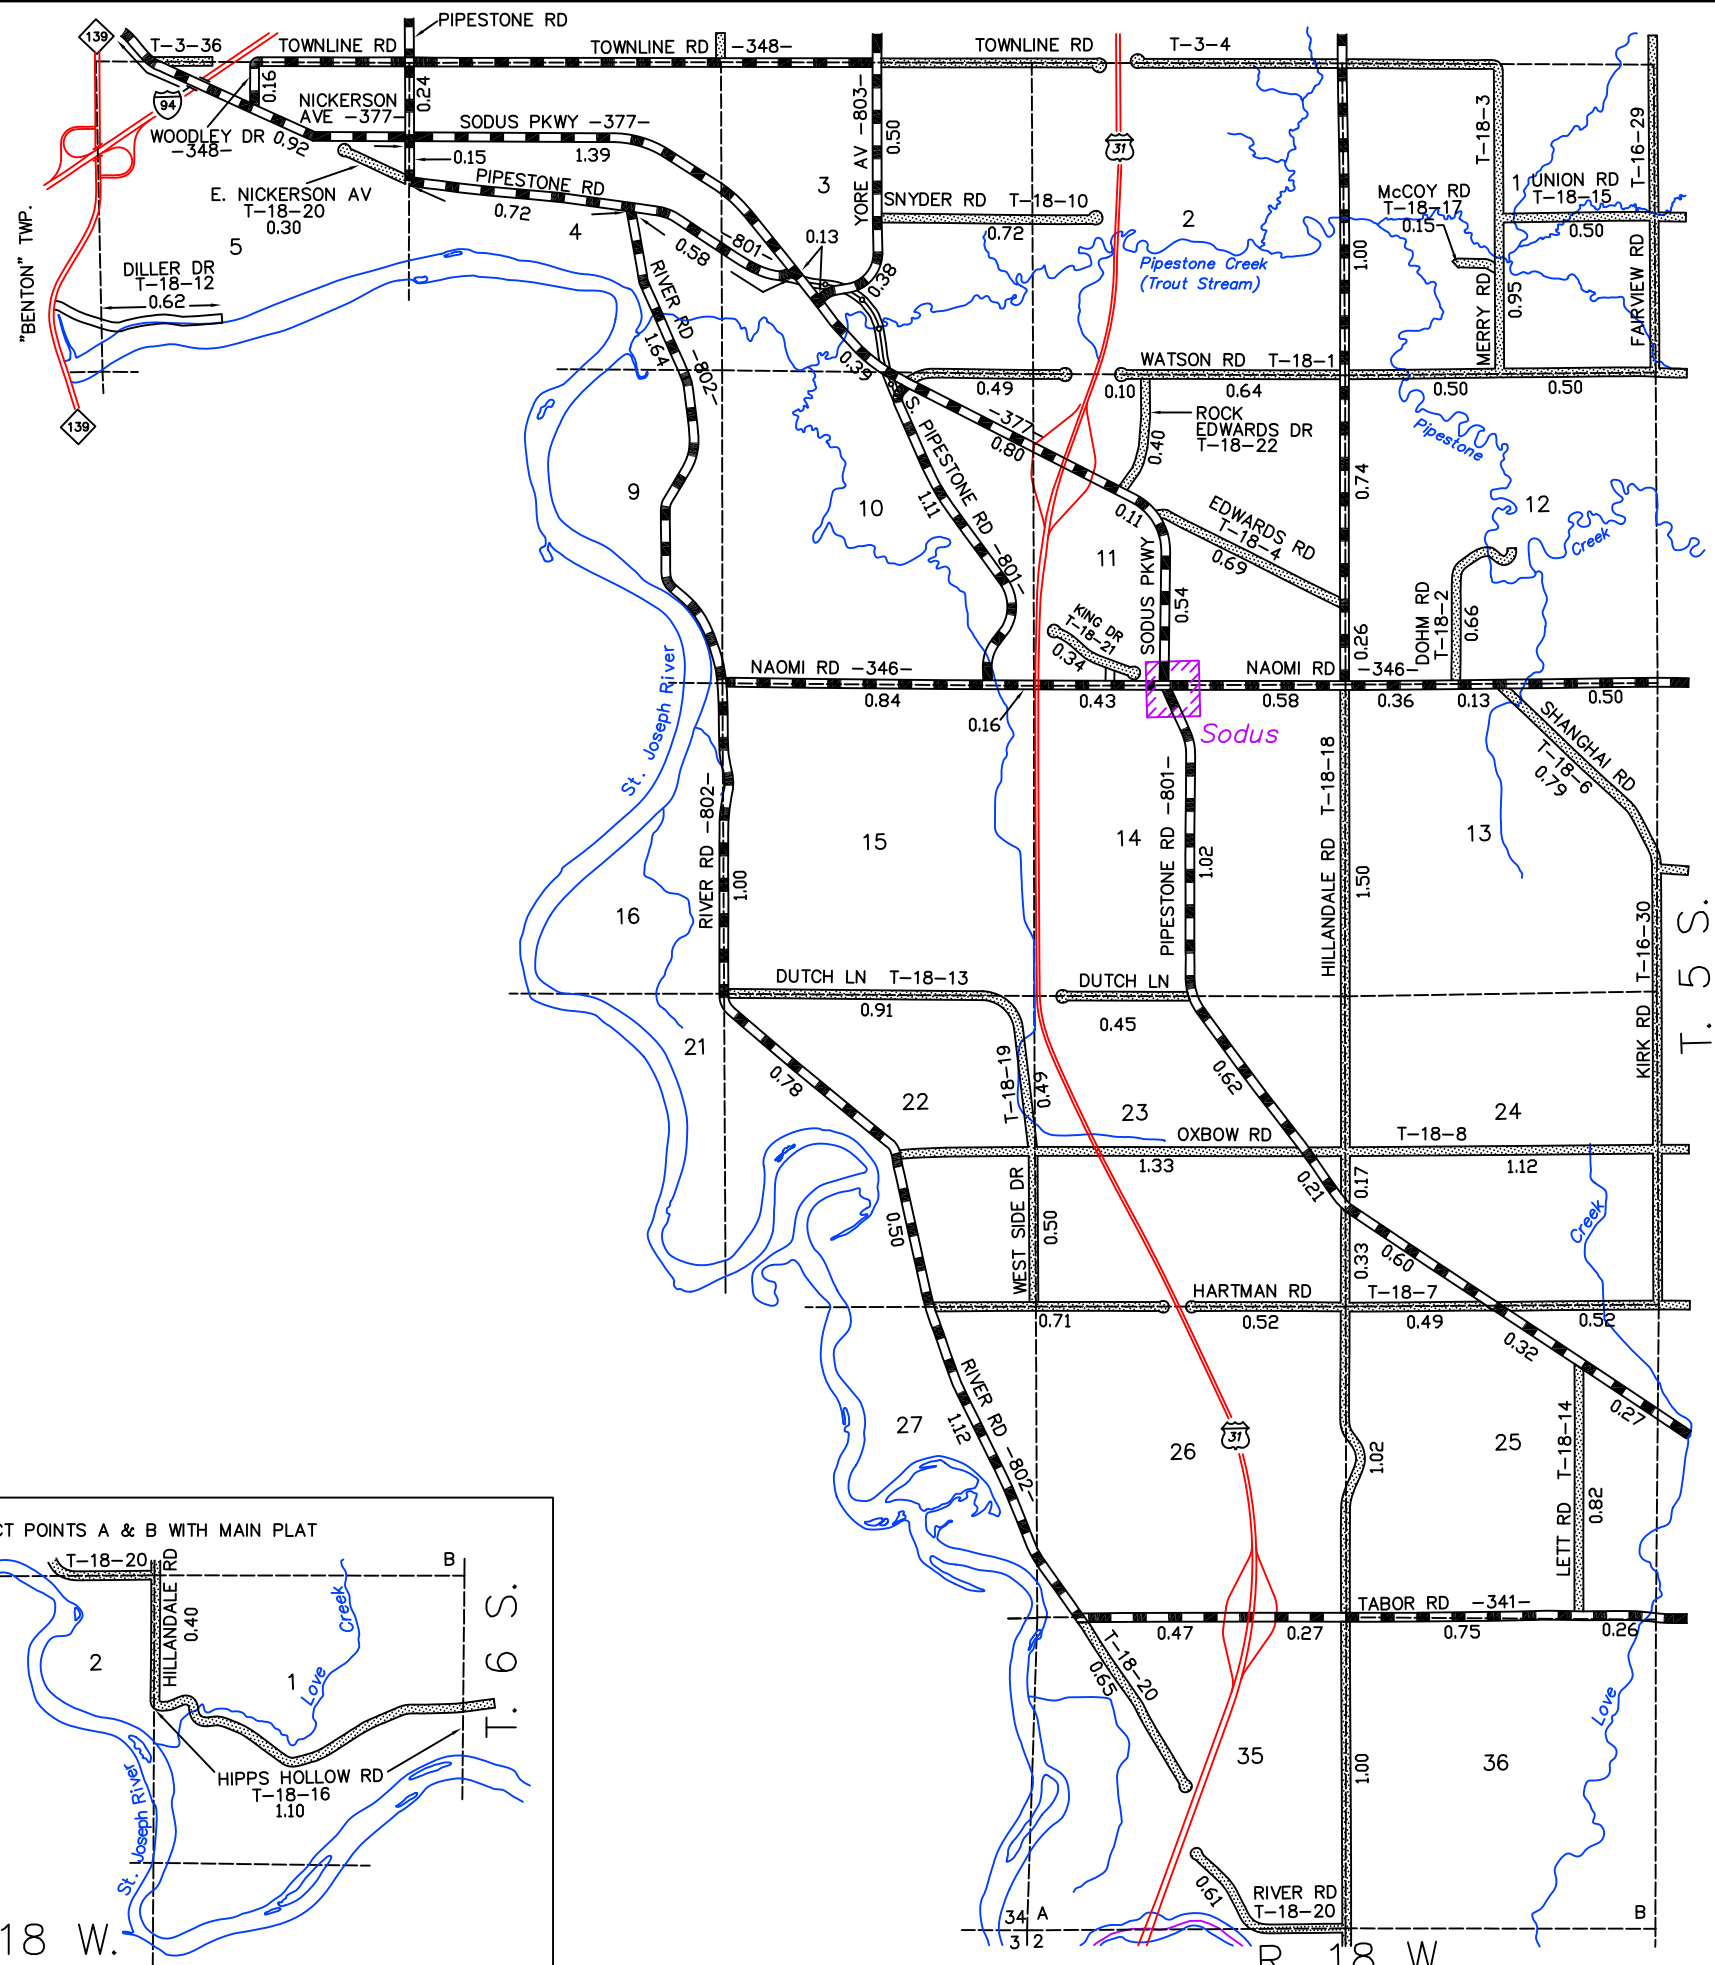 PIPESTONE RD
139
T-3-36
TOWNLINE RD
TOWNLINE RD -348-
TOWNLINE RD
T-3-4
0.16
0.24
94
NICKERSON
AVE -377-
SODUS PKWY -377-
WOODLEY DR
-348-
0.92
0.15
1.39
YORE AV -803-
0.50
31
T-18-3
T-16-29
E. NICKERSON AV
T-18-20
0.30
PIPESTONE RD
0.72
3
SNYDER RD T-18-10
0.72
2
McCOY RD
T-18-17
0.15
1
UNION RD
T-18-15
0.50
"BENTON" TWP.
5
4
0.58
-801-
0.13
0.38
Pipestone Creek
(Trout Stream)
1.00
DILLER DR
T-18-12
0.62
RIVER RD -802-
1.64
MERRY RD
0.95
FAIRVIEW RD
0.39
WATSON RD T-18-1
0.49
0.10
0.64
0.50
0.50
139
-377-
0.80
ROCK
EDWARDS DR
T-18-22
0.40
Pipestone
9
10
S. PIPESTONE RD -801-
1.11
0.11
EDWARDS RD
T-18-4
0.69
0.74
12
Creek
11
SODUS PKWY
0.54
KING DR
T-18-21
0.34
0.26
DOHM RD
T-18-2
0.66
St. Joseph River
NAOMI RD -346-
NAOMI RD -346-
0.84
0.16
0.43
0.58
0.36
0.13
0.50
Sodus
SHANGHAI RD
T-18-6
0.79
RIVER RD -802-
1.00
15
14
PIPESTONE RD -801-
1.02
HILLANDALE RD T-18-18
1.50
13
16
T. 5 S.
KIRK RD T-16-30
DUTCH LN T-18-13
0.91
DUTCH LN
0.45
21
0.78
22
T-18-19
0.49
23
0.62
24
OXBOW RD
T-18-8
1.33
1.12
0.21
0.17
0.50
WEST SIDE DR
0.50
0.33
0.60
Creek
HARTMAN RD
T-18-7
0.71
0.52
0.49
0.52
0.32
RIVER RD -802-
1.12
27
26
31
1.02
25
LETT RD T-18-14
0.82
0.27
TABOR RD -341-
0.47
0.27
0.75
0.26
T-18-20
0.65
Love
35
1.00
36
0.61
RIVER RD
T-18-20
34
A
3
2
B
R. 18 W
CT POINTS A & B WITH MAIN PLAT
T-18-20
HILLANDALE RD
0.40
B
Creek
2
1
Love
T. 6 S.
HIPPS HOLLOW RD
T-18-16
1.10
St. Joseph River
18 W.